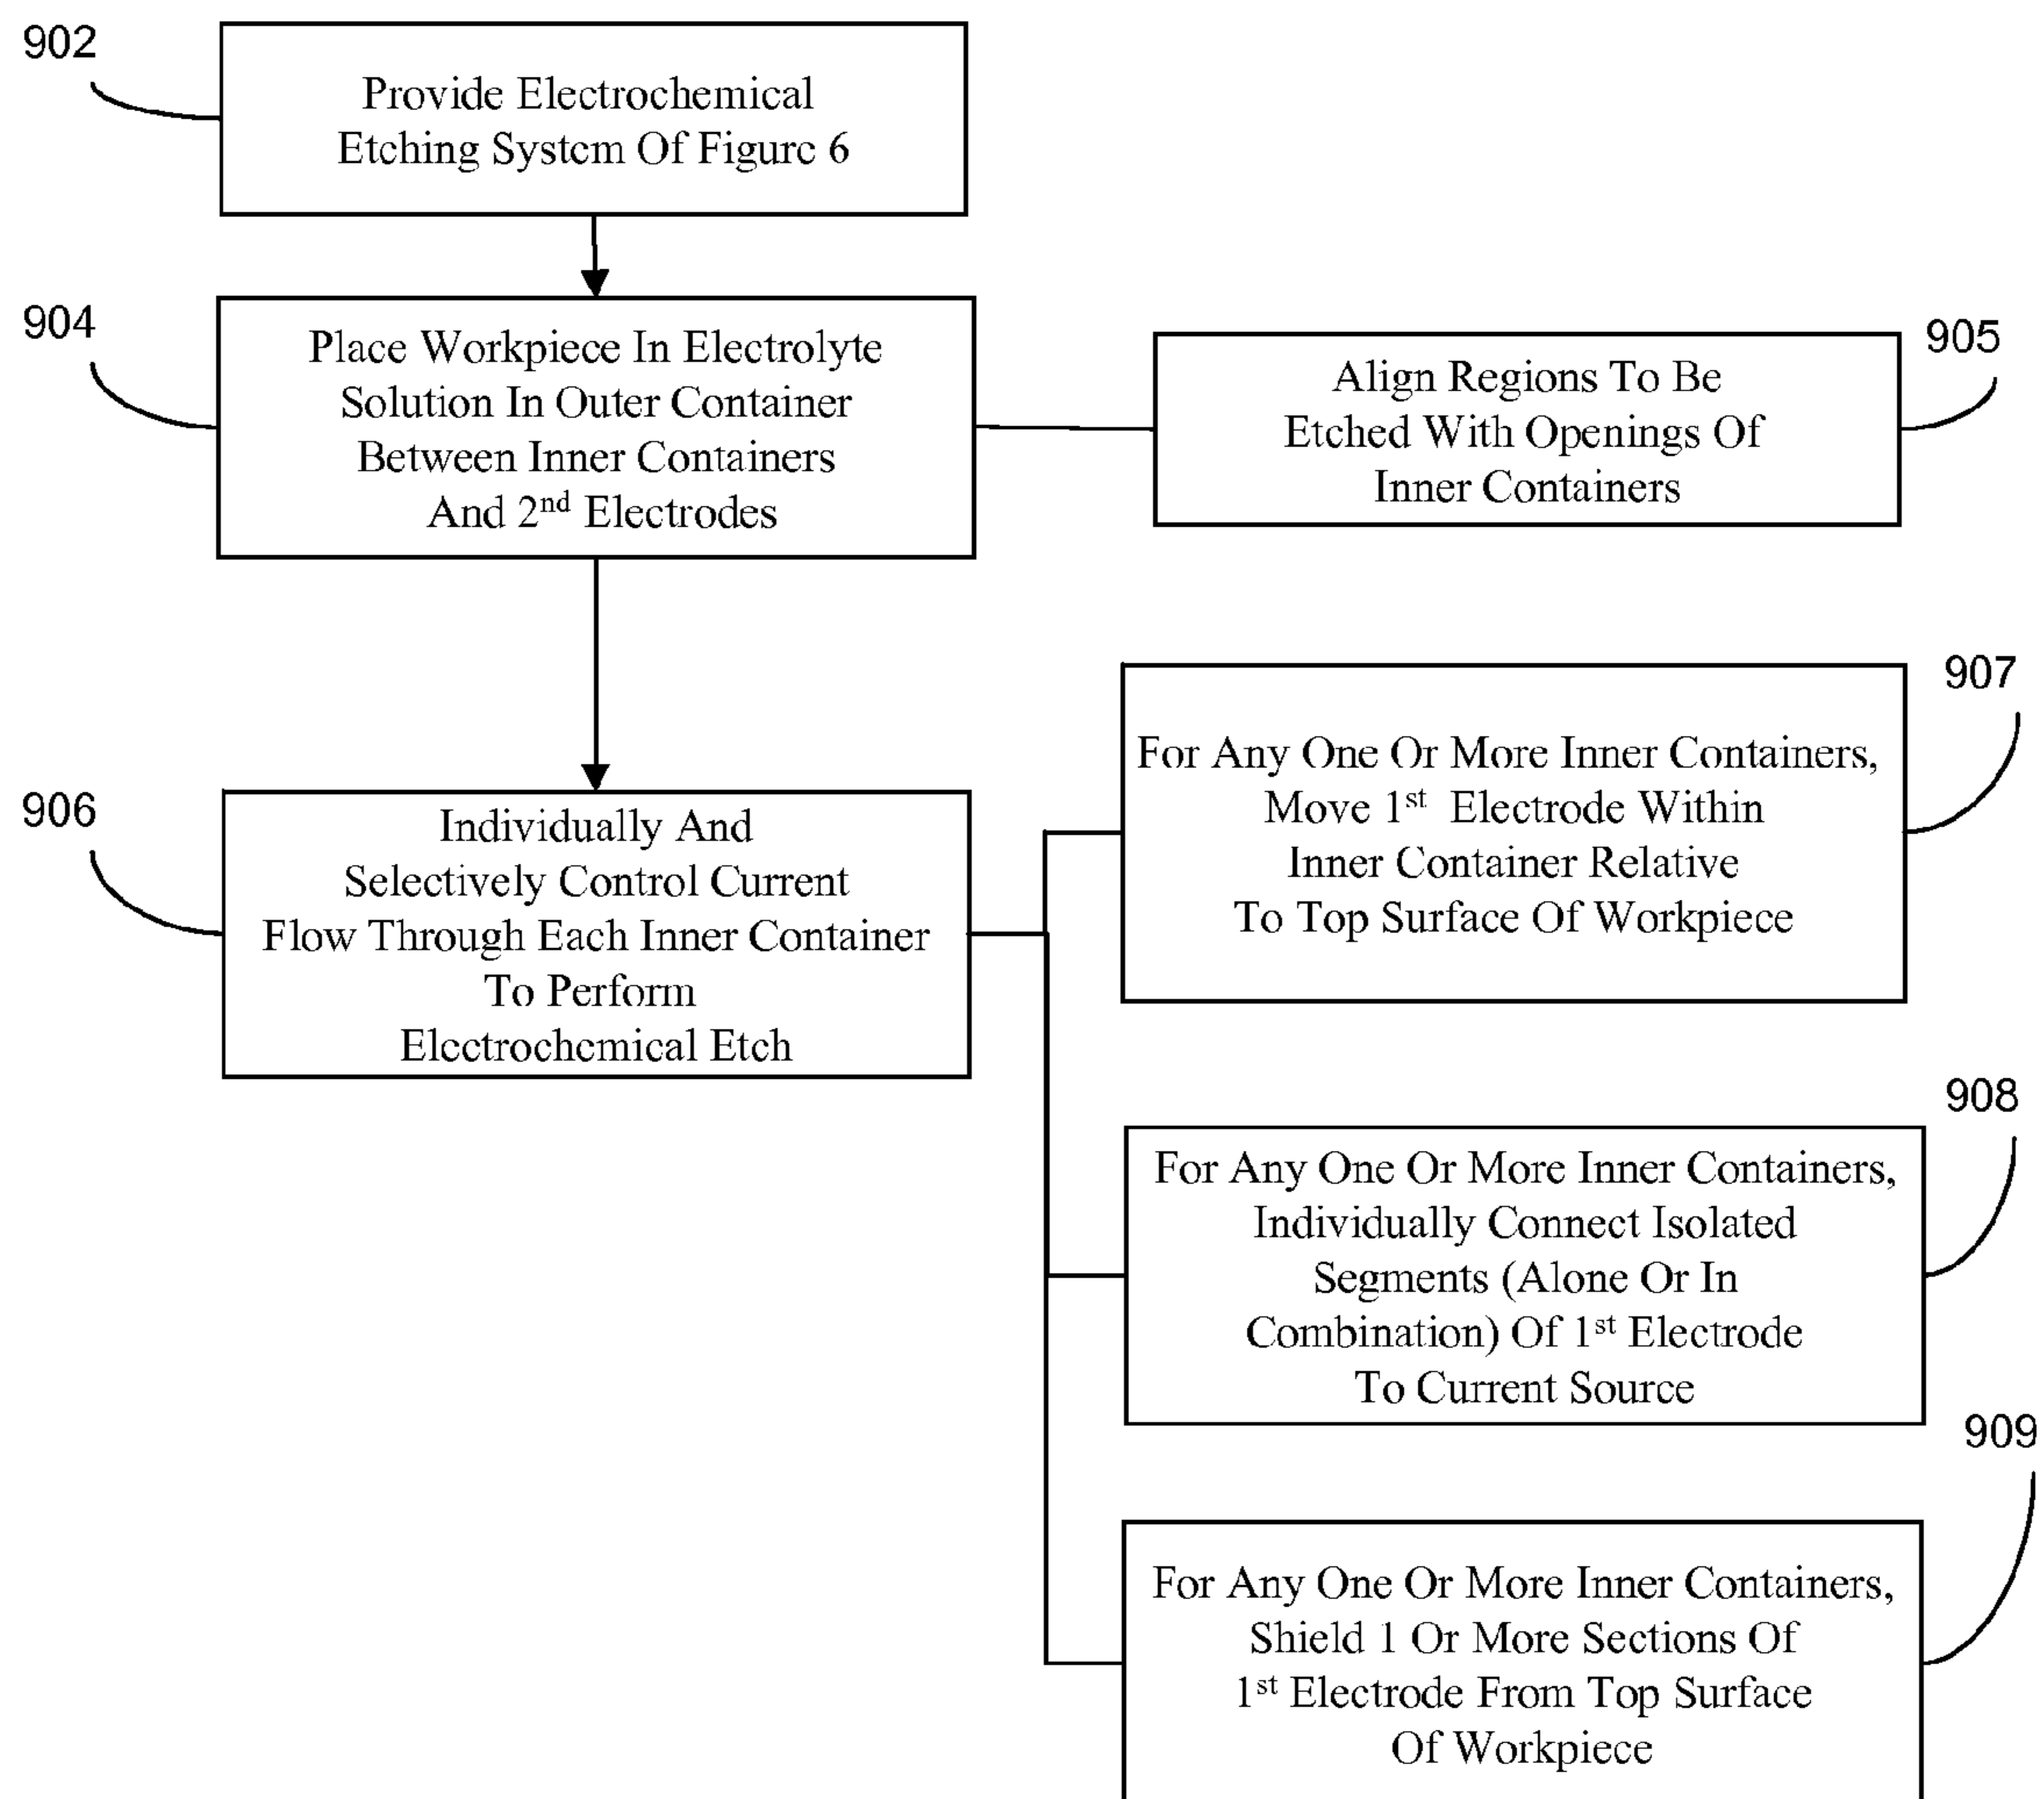 902
Provide Electrochemical
Etching System Of Figure 6
904
Place Workpiece In Electrolyte
Solution In Outer Container
Between Inner Containers
And 2nd Electrodes
905
Align Regions To Be
Etched With Openings Of
Inner Containers
906
Individually And
Selectively Control Current
Flow Through Each Inner Container
To Perform
Electrochemical Etch
907
For Any One Or More Inner Containers,
Move 1st Electrode Within
Inner Container Relative
To Top Surface Of Workpiece
908
For Any One Or More Inner Containers,
Individually Connect Isolated
Segments (Alone Or In
Combination) Of 1st Electrode
To Current Source
909
For Any One Or More Inner Containers,
Shield 1 Or More Sections Of
1st Electrode From Top Surface
Of Workpiece